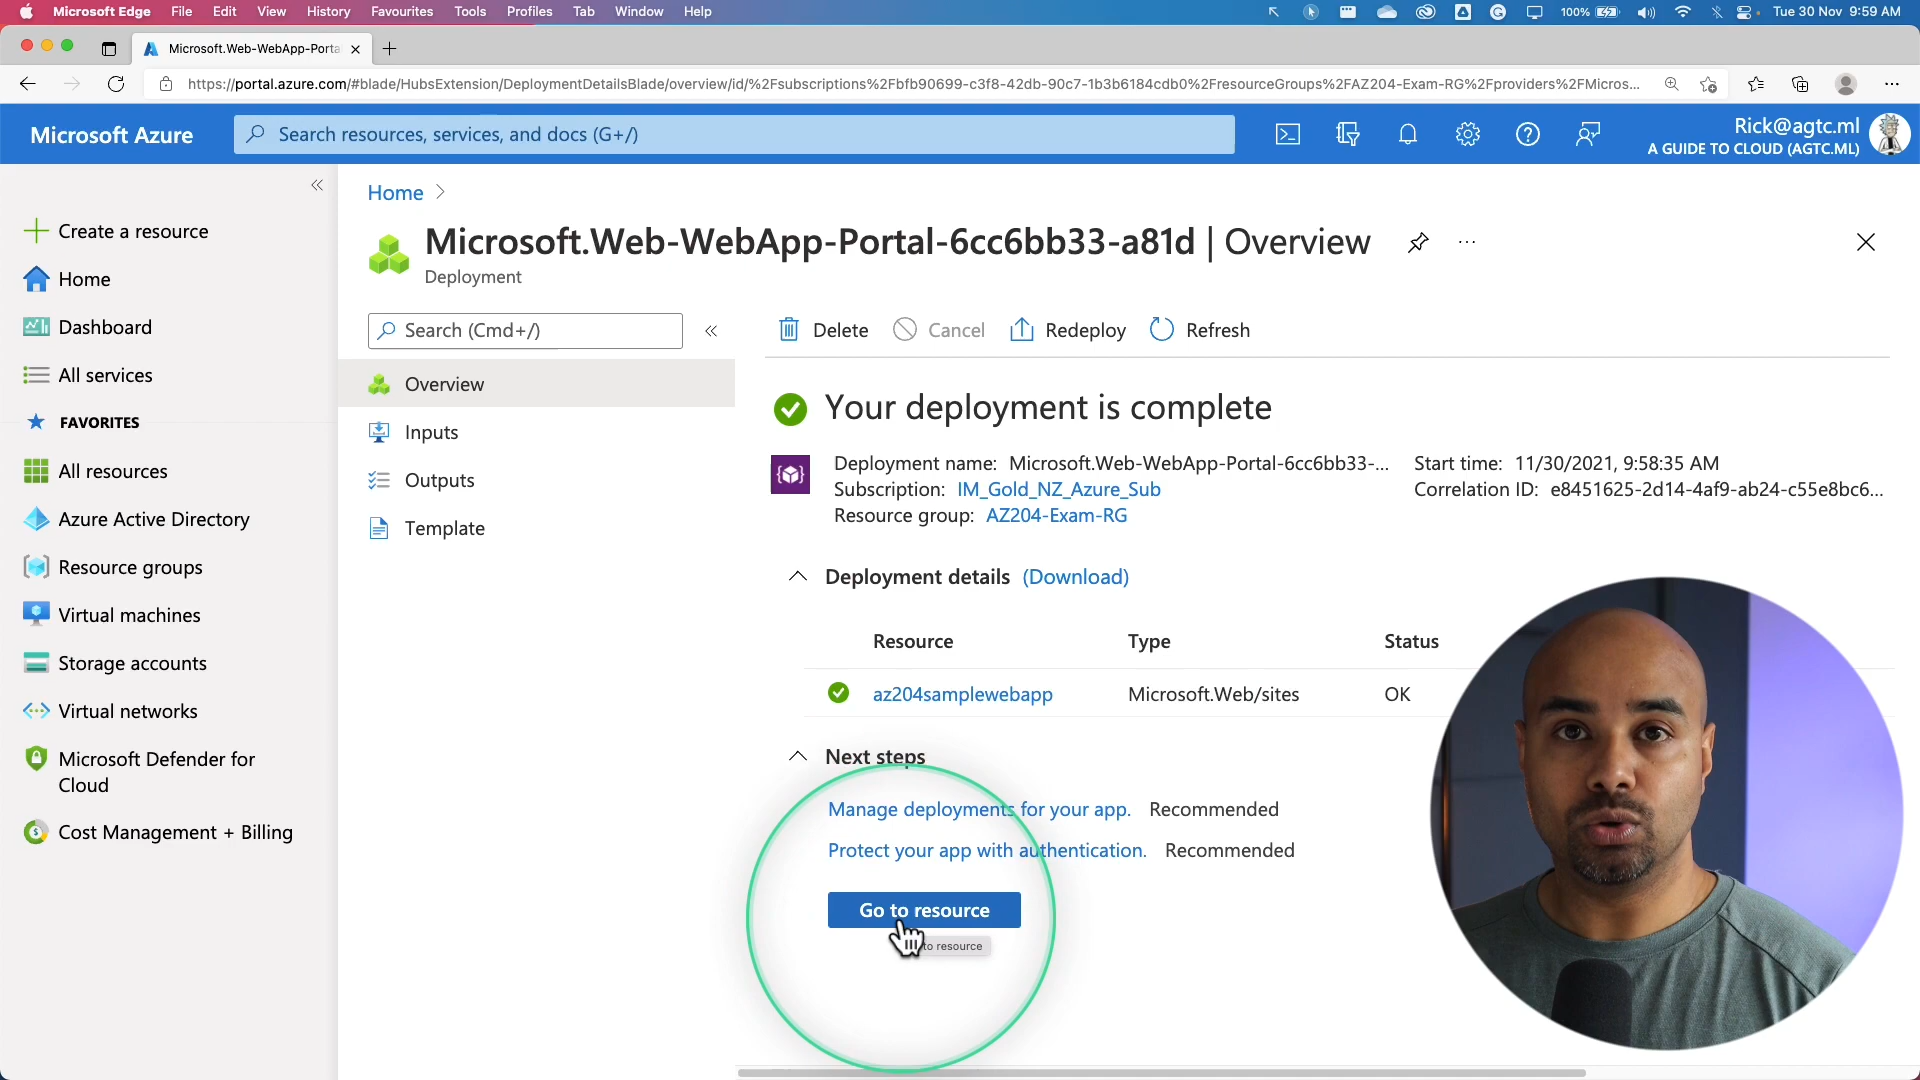 Microsoft Edge File Edit View History Favourites Tools Profiles Tab Window Help
100% Tue 30 Nov 9:59 AM
Microsoft.Web-WebApp-Porta
https://portal.azure.com/#blade/HubsExtension/DeploymentDetailsBlade/overview/id/%2Fsubscriptions%2Fbfb90699-c3f8-42db-90c7-1b3b6184cdb0%2FresourceGroups%2FAZ204-Exam-RG%2Fproviders%2FMicros...
Microsoft Azure
Search resources, services, and docs (G+/)
Rick@agtc.ml
A GUIDE TO CLOUD (AGTC.ML)
Create a resource
Home
Dashboard
All services
FAVORITES
All resources
Azure Active Directory
Resource groups
Virtual machines
Storage accounts
Virtual networks
Microsoft Defender for
Cloud
Cost Management + Billing
Home
Microsoft.Web-WebApp-Portal-6cc6bb33-a81d | Overview
Deployment
Search (Cmd+/)
Overview
Inputs
Outputs
Template
Delete Cancel Redeploy Refresh
Your deployment is complete
Deployment name: Microsoft.Web-WebApp-Portal-6cc6bb33-...
Subscription: IM_Gold_NZ_Azure_Sub
Resource group: AZ204-Exam-RG
Start time: 11/30/2021, 9:58:35 AM
Correlation ID: e8451625-2d14-4af9-ab24-c55e8bc6...
Deployment details (Download)
Resource Type Status
az204samplewebapp Microsoft.Web/sites OK
Next steps
Manage deployments for your app. Recommended
Protect your app with authentication. Recommended
Go to resource
to resource